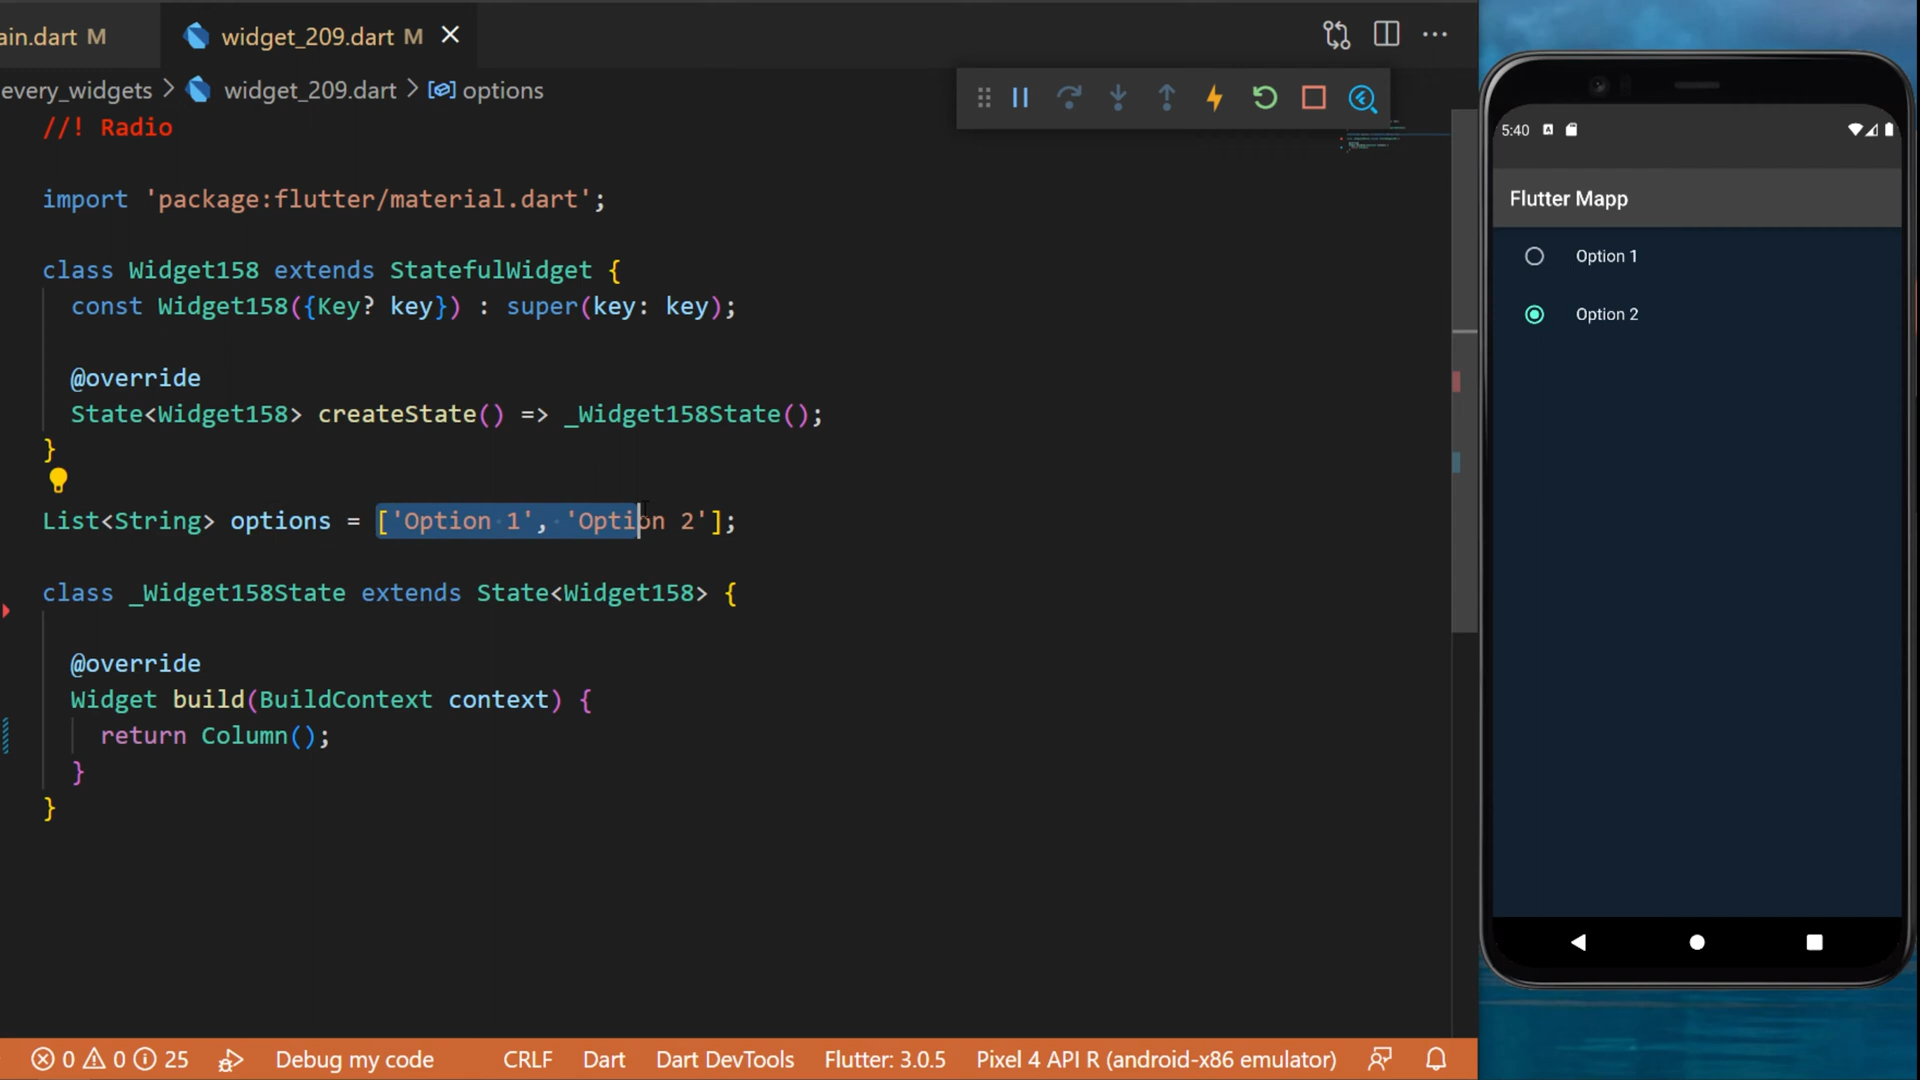 ain.dart M
widget_209.dart M
every_widgets > widget_209.dart > options
//! Radio
import 'package:flutter/material.dart';
class Widget158 extends StatefulWidget {
const Widget158({Key? key}) : super(key: key);
@override
State<Widget158> createState() => _Widget158State();
}
List<String> options = ['Option 1', 'Option 2'];
class _Widget158State extends State<Widget158> {
@override
Widget build(BuildContext context) {
return Column();
}
}
0 0 25 Debug my code CRLF Dart Dart DevTools Flutter: 3.0.5 Pixel 4 API R (android-x86 emulator)
5:40
Flutter Mapp
Option 1
Option 2